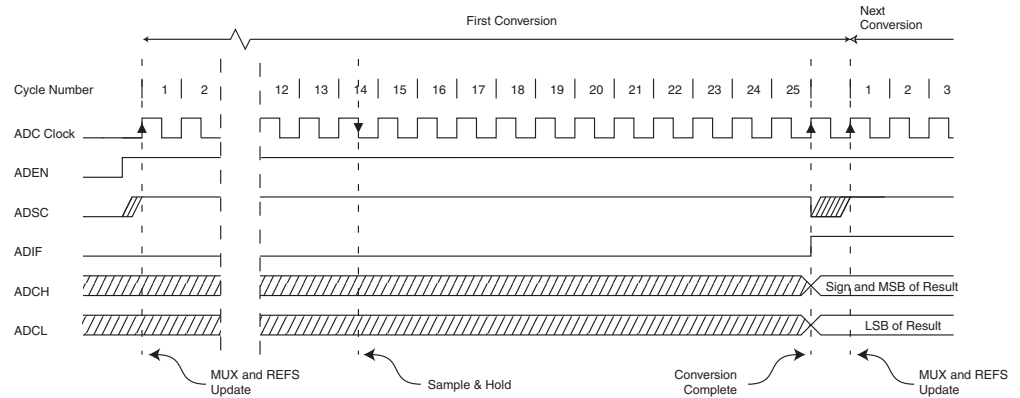 First Conversion
Next
Conversion
Cycle Number 1 2 12 13 14 15 16 17 18 19 20 21 22 23 24 25 1 2 3
ADC Clock
ADEN
ADSC
ADIF
ADCH Sign and MSB of Result
ADCL LSB of Result
MUX and REFS
Update
Sample & Hold
Conversion
Complete
MUX and REFS
Update